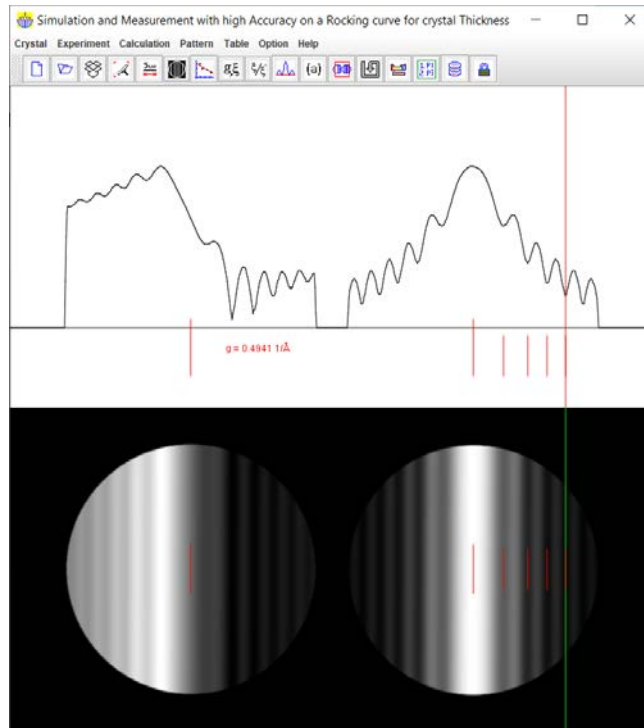 Simulation and Measurement with high Accuracy on a Rocking curve for crystal Thickness
Crystal Experiment Calculation Pattern Table Option Help
g = 0.4941 1/Å